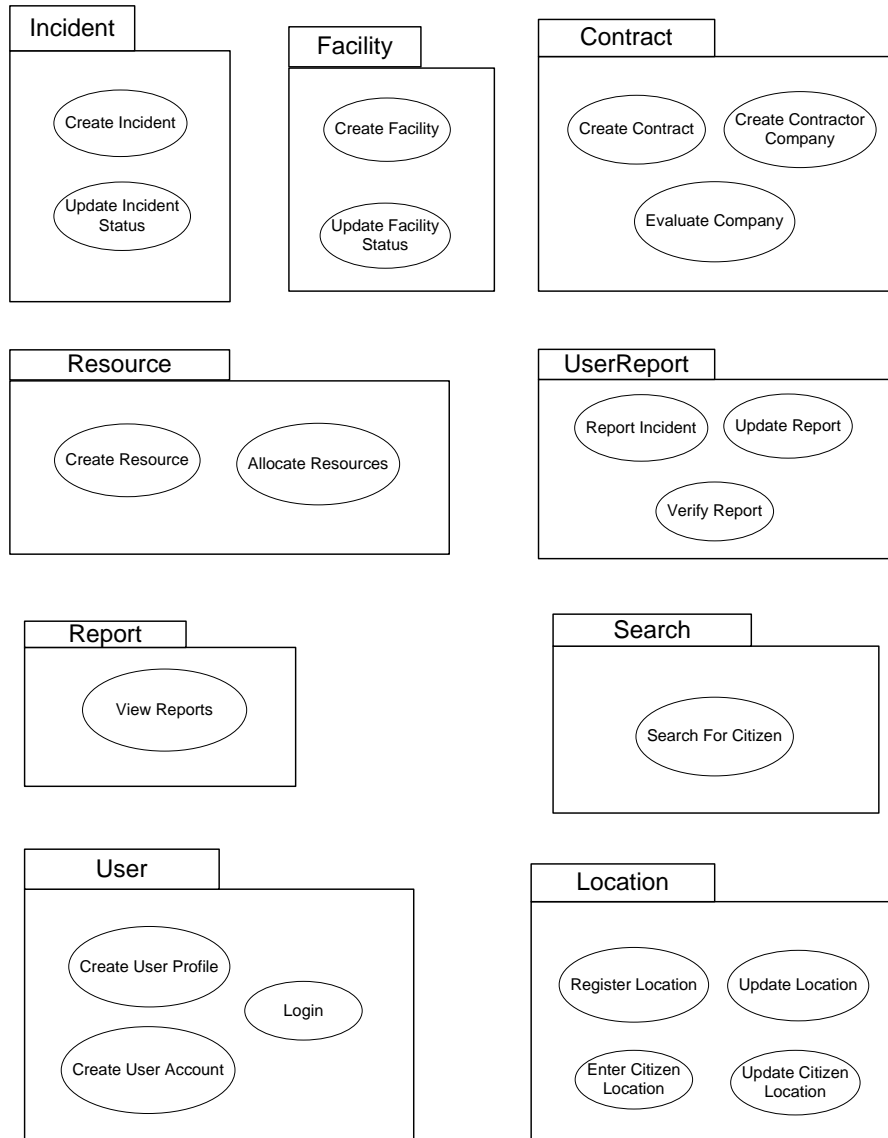 Incident
Create Incident
Update Incident
Status
Facility
Create Facility
Update Facility
Status
Contract
Create Contract
Create Contractor
Company
Evaluate Company
Resource
Create Resource
Allocate Resources
UserReport
Report Incident
Update Report
Verify Report
Report
View Reports
Search
Search For Citizen
User
Create User Profile
Login
Create User Account
Location
Register Location
Update Location
Enter Citizen
Location
Update Citizen
Location